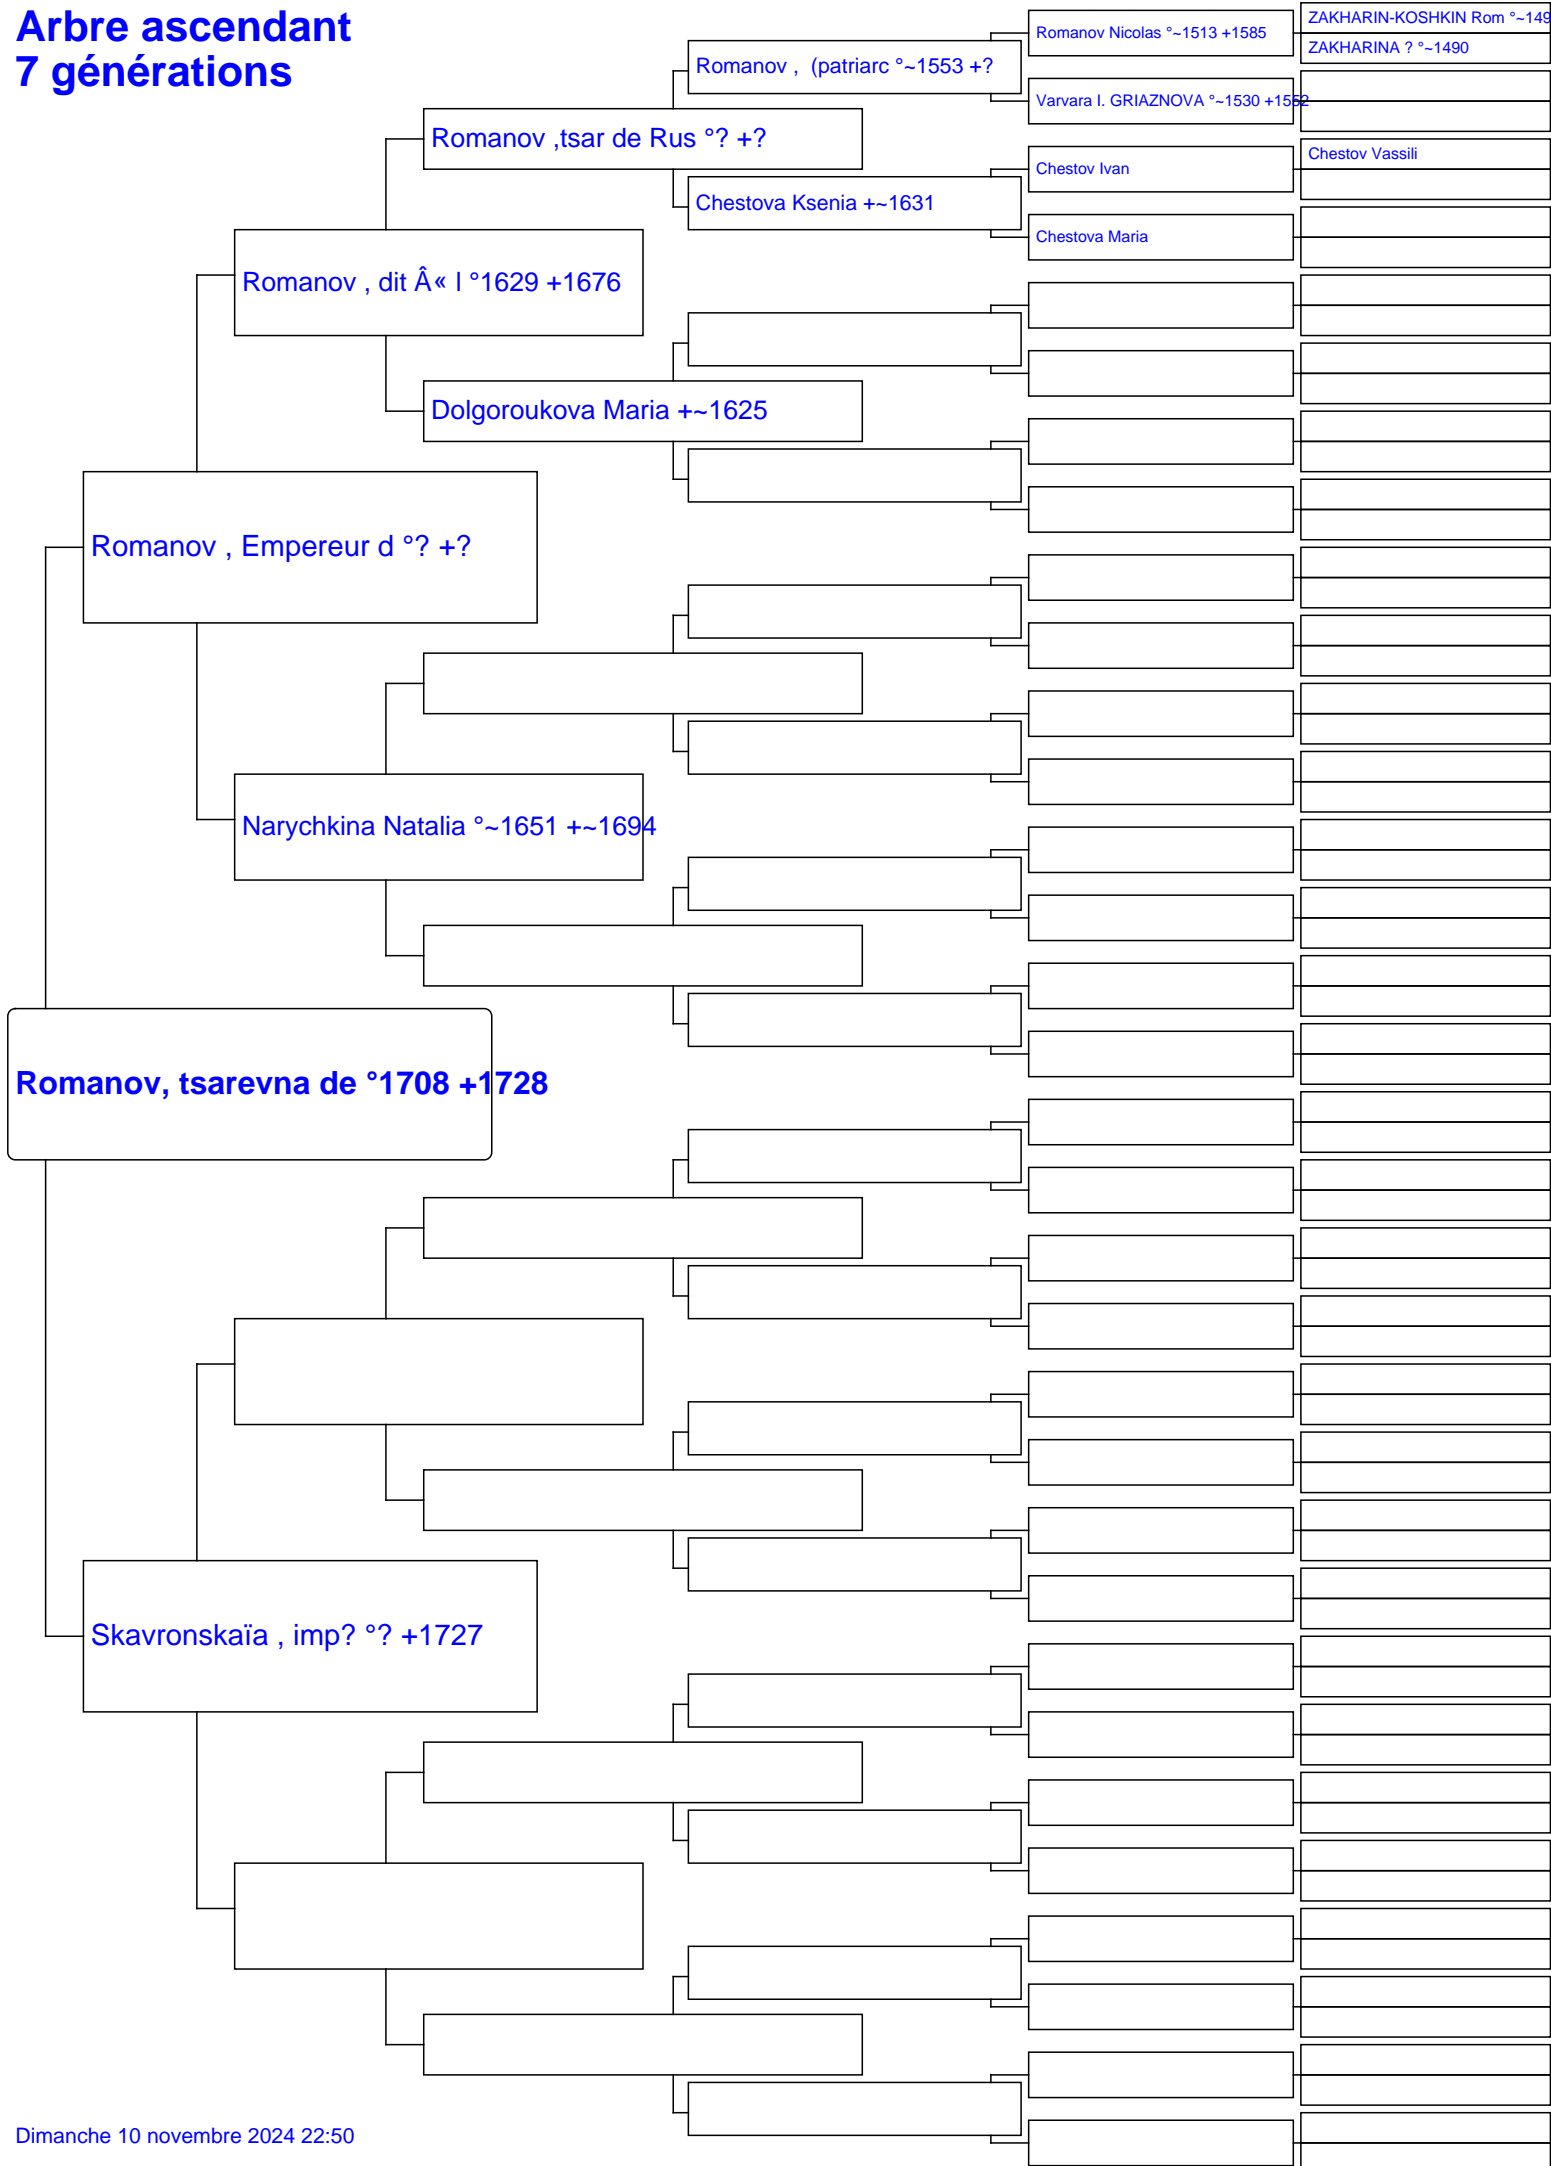 Arbre ascendant
7 générations
ZAKHARIN-KOSHKIN Rom °~149
Romanov Nicolas °~1513 +1585
ZAKHARINA ? °~1490
Romanov , (patriarc °~1553 +?
Varvara I. GRIAZNOVA °~1530 +1552
Romanov ,tsar de Rus °? +?
Chestov Vassili
Chestov Ivan
Chestova Ksenia +~1631
Chestova Maria
Romanov , dit Â« l °1629 +1676
Dolgoroukova Maria +~1625
Romanov , Empereur d °? +?
Narychkina Natalia °~1651 +~1694
Romanov, tsarevna de °1708 +1728
Skavronskaïa , imp? °? +1727
Dimanche 10 novembre 2024 22:50